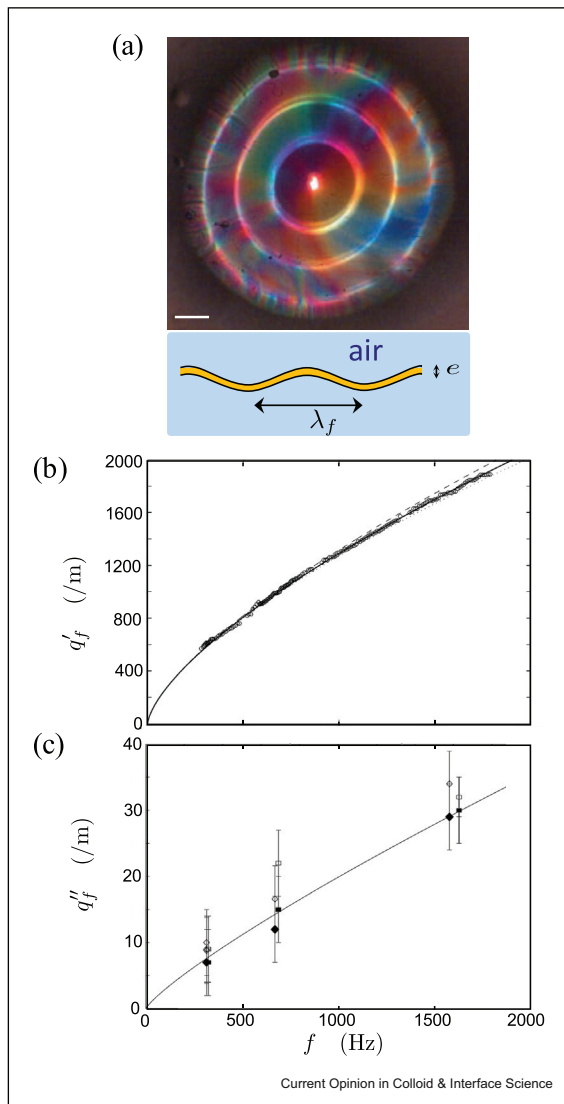 (a)
air
e
λ_f
(b)
2000
1600
1200
800
400
0
q'_f (/m)
(c)
40
30
20
10
0
q''_f (/m)
0 500 1000 1500 2000
f (Hz)
Current Opinion in Colloid & Interface Science